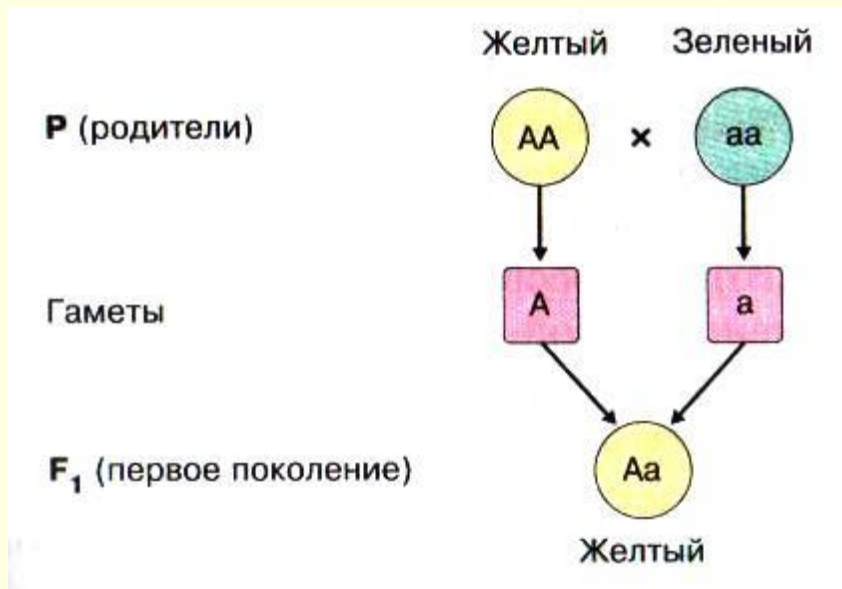 Желтый Зеленый
P (родители) AA × aa
Гаметы A a
F₁ (первое поколение) Aa
Желтый